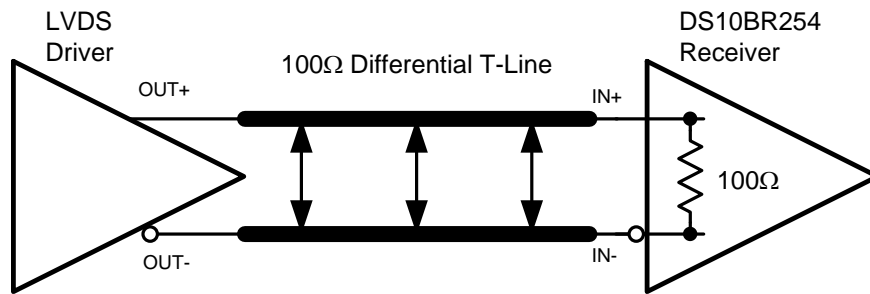 LVDS
Driver
DS10BR254
Receiver
100Ω Differential T-Line
OUT+
IN+
100Ω
OUT-
IN-